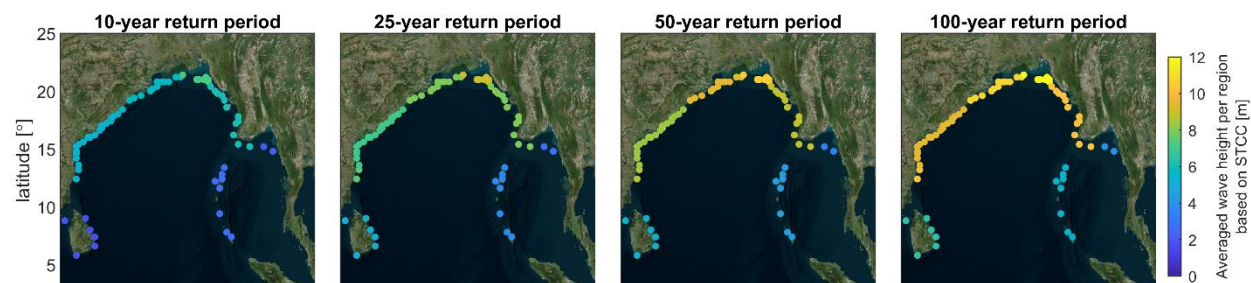 10-year return period
25-year return period
50-year return period
100-year return period
latitude [°]
25
20
15
10
5
12
10
8
6
4
2
0
Averaged wave height per region
based on STCC [m]